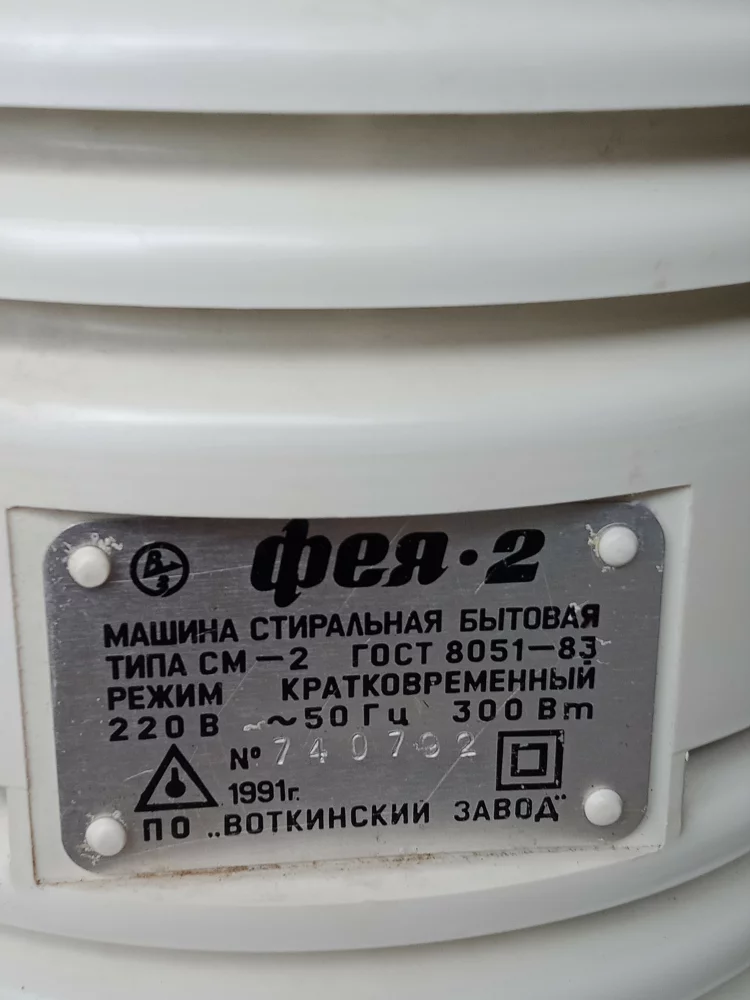 фея·2
МАШИНА СТИРАЛЬНАЯ БЫТОВАЯ
ТИПА СМ—2 ГОСТ 8051—83
РЕЖИМ КРАТКОВРЕМЕННЫЙ
220 В ~50 Гц 300 Вт
№ 740792
1991г.
ПО „ВОТКИНСКИЙ ЗАВОД"